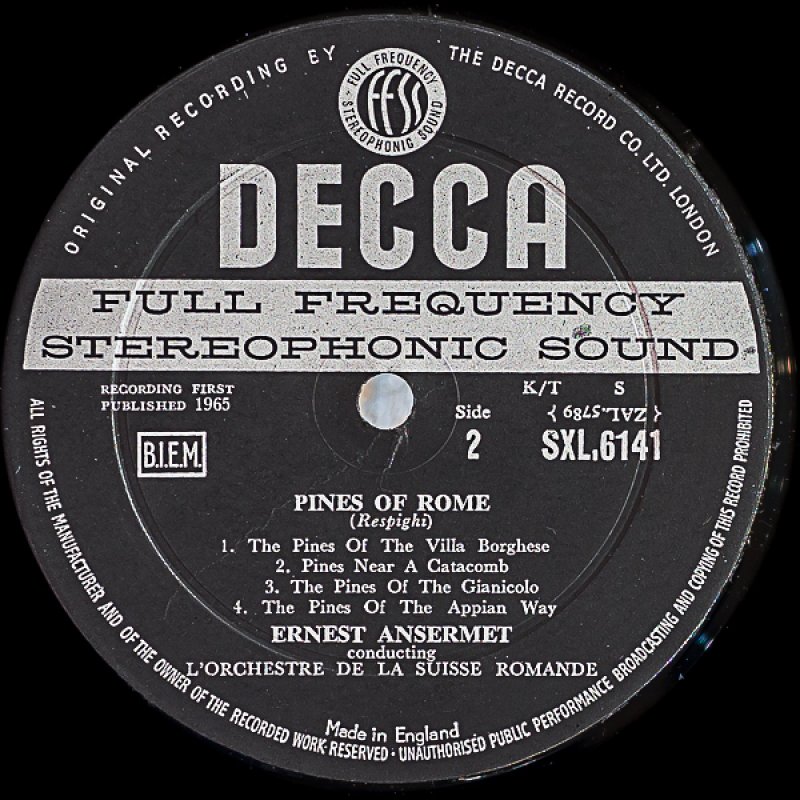 ORIGINAL RECORDING BY THE DECCA RECORD CO. LTD. LONDON
FULL FREQUENCY · STEREOPHONIC SOUND ·
FFSS
DECCA
FULL FREQUENCY
STEREOPHONIC SOUND
RECORDING FIRST
PUBLISHED 1965
B.I.E.M.
K/T S
{ ZAL.5789 }
Side
2
SXL.6141
PINES OF ROME
(Respighi)
1. The Pines Of The Villa Borghese
2. Pines Near A Catacomb
3. The Pines Of The Gianicolo
4. The Pines Of The Appian Way
ERNEST ANSERMET
conducting
L'ORCHESTRE DE LA SUISSE ROMANDE
Made in England
ALL RIGHTS OF THE MANUFACTURER AND OF THE OWNER OF THE RECORDED WORK RESERVED · UNAUTHORISED PUBLIC PERFORMANCE BROADCASTING AND COPYING OF THIS RECORD PROHIBITED